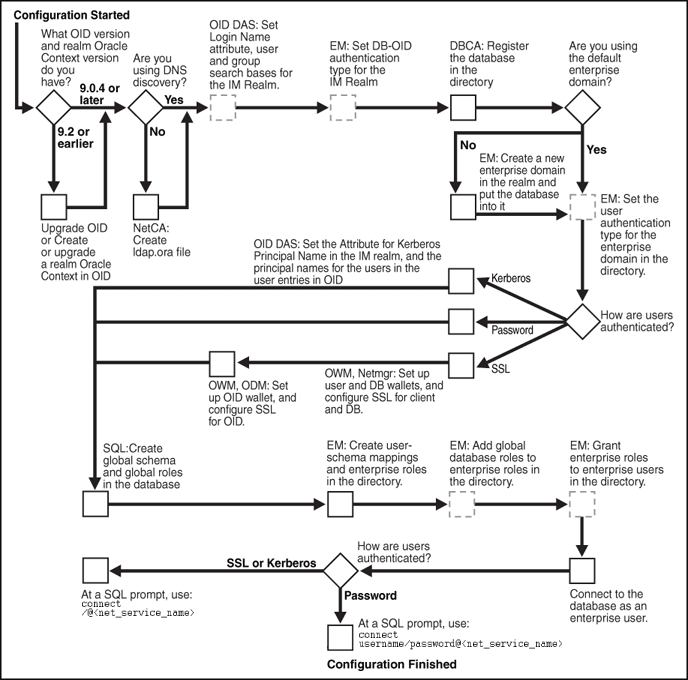 Configuration Started
What OID version
and realm Oracle
Context version
do you
have?
9.0.4 or
later
9.2 or
earlier
Upgrade OID
or Create
or upgrade
a realm Oracle
Context in OID
Are you
using DNS
discovery?
Yes
No
NetCA:
Create
ldap.ora file
OID DAS: Set
Login Name
attribute, user
and group
search bases for
the IM Realm.
EM: Set DB-OID
authentication
type for the
IM Realm
DBCA: Register
the database
in the
directory
Are you using
the default
enterprise
domain?
No
Yes
EM: Create a new
enterprise domain
in the realm and
put the database
into it
EM: Set the
user
authentication
type for the
enterprise
domain in the
directory.
How are users
authenticated?
Kerberos
OID DAS: Set the Attribute for Kerberos
Principal Name in the IM realm, and the
principal names for the users in the
user entries in OID
Password
SSL
OWM, Netmgr: Set up
user and DB wallets, and
configure SSL for client
and DB.
OWM, ODM: Set
up OID wallet, and
configure SSL
for OID.
SQL:Create
global schema
and global roles
in the database
EM: Create user-
schema mappings
and enterprise roles
in the directory.
EM: Add global
database roles to
enterprise roles in
the directory.
EM: Grant
enterprise roles
to enterprise users
in the directory.
Connect to the
database as an
enterprise user.
How are users
authenticated?
SSL or Kerberos
At a SQL prompt, use:
connect
/@<net_service_name>
Password
At a SQL prompt, use:
connect
username/password@<net_service_name>
Configuration Finished